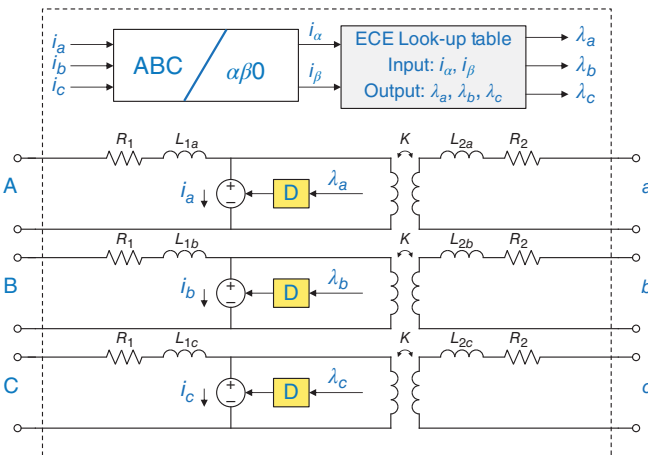 i_a
i_b
i_c
ABC
αβ0
i_α
i_β
ECE Look-up table
Input: i_α, i_β
Output: λ_a, λ_b, λ_c
λ_a
λ_b
λ_c
A
R_1
L_1a
i_a
+
−
D
λ_a
K
L_2a
R_2
a
B
R_1
L_1b
i_b
+
−
D
λ_b
K
L_2b
R_2
b
C
R_1
L_1c
i_c
+
−
D
λ_c
K
L_2c
R_2